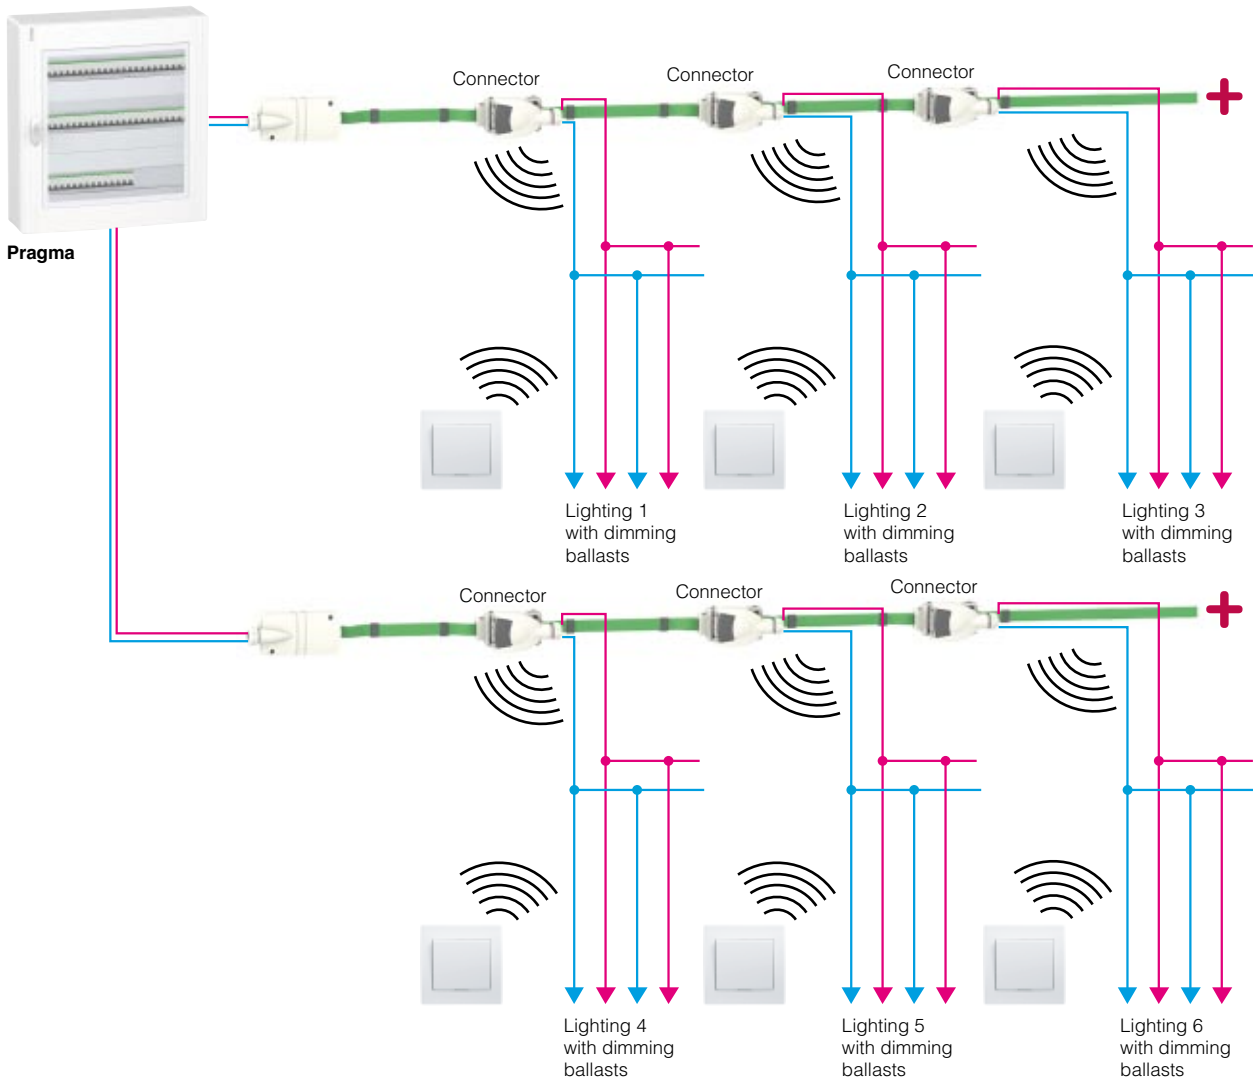 Connector
Connector
Connector
Pragma
Lighting 1
with dimming
ballasts
Lighting 2
with dimming
ballasts
Lighting 3
with dimming
ballasts
Connector
Connector
Connector
Lighting 4
with dimming
ballasts
Lighting 5
with dimming
ballasts
Lighting 6
with dimming
ballasts